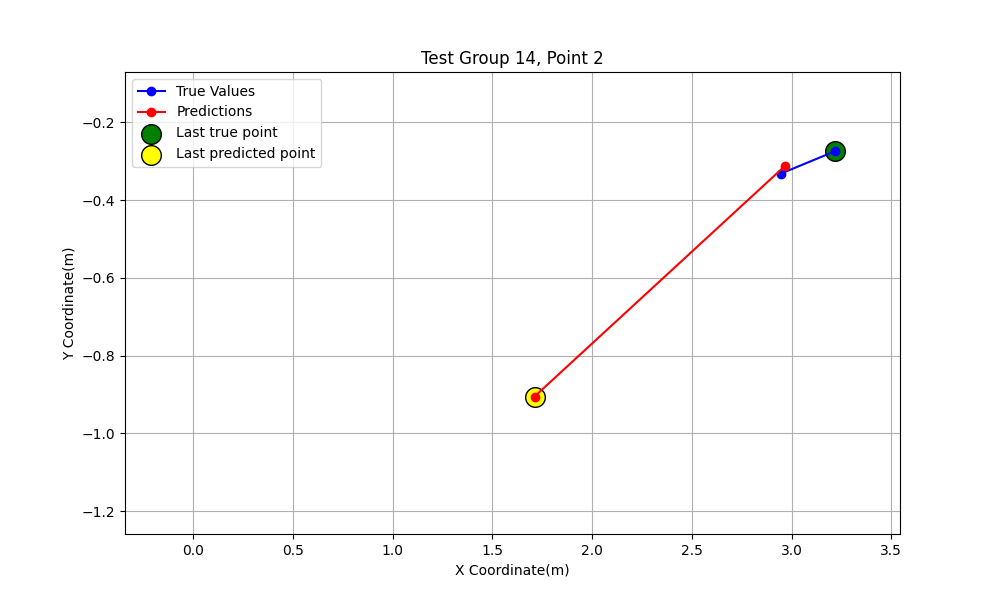 Test Group 14, Point 2
True Values
Predictions
Last true point
Last predicted point
−0.2
−0.4
−0.6
−0.8
−1.0
−1.2
Y Coordinate(m)
0.0 0.5 1.0 1.5 2.0 2.5 3.0 3.5
X Coordinate(m)